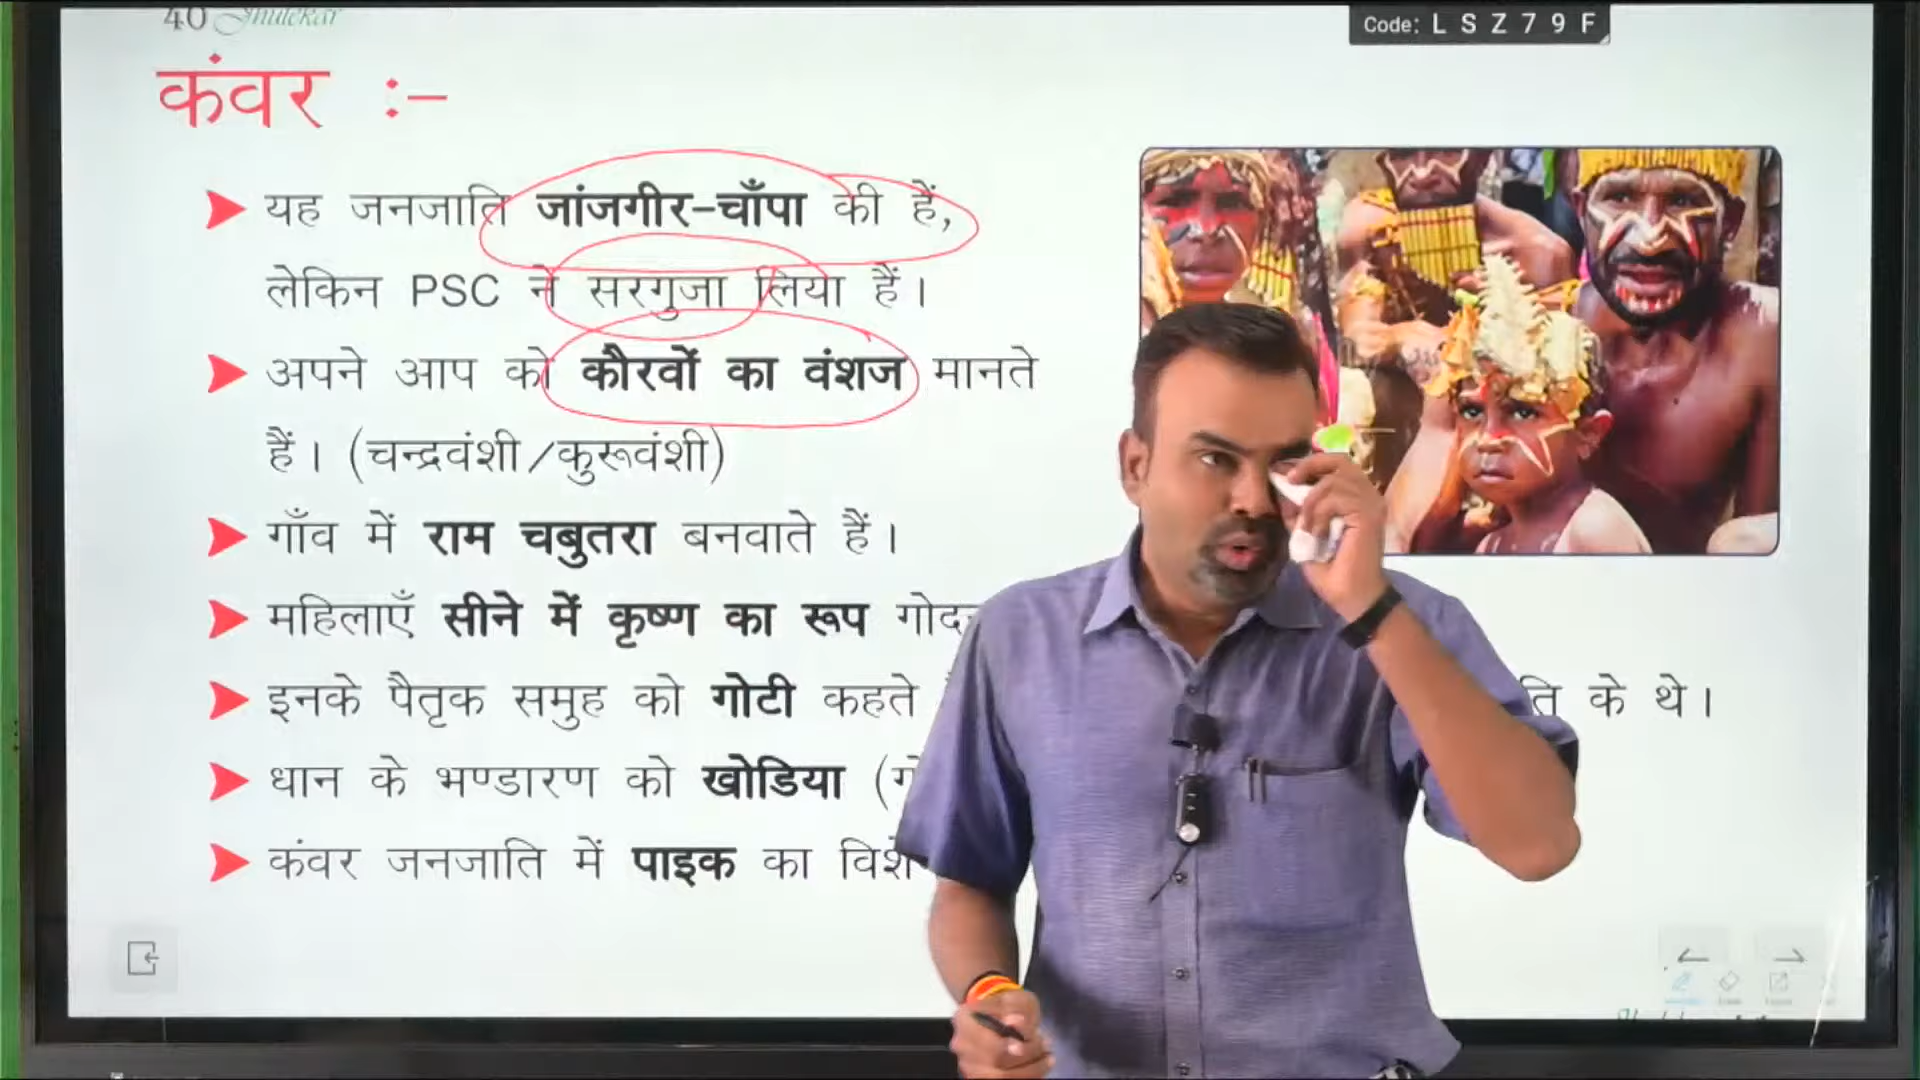 40 Jhulekar
Code: L S Z 7 9 F
कंवर :–
यह जनजाति जांजगीर–चाँपा की हैं,
लेकिन PSC ने सरगुजा लिया हैं।
अपने आप को कौरवों का वंशज मानते
हैं। (चन्द्रवंशी/कुरूवंशी)
गाँव में राम चबुतरा बनवाते हैं।
महिलाएँ सीने में कृष्ण का रूप
इनके पैतृक समुह को गोटी कहते के थे।
धान के भण्डारण को खोडिया
कंवर जनजाति में पाइक का